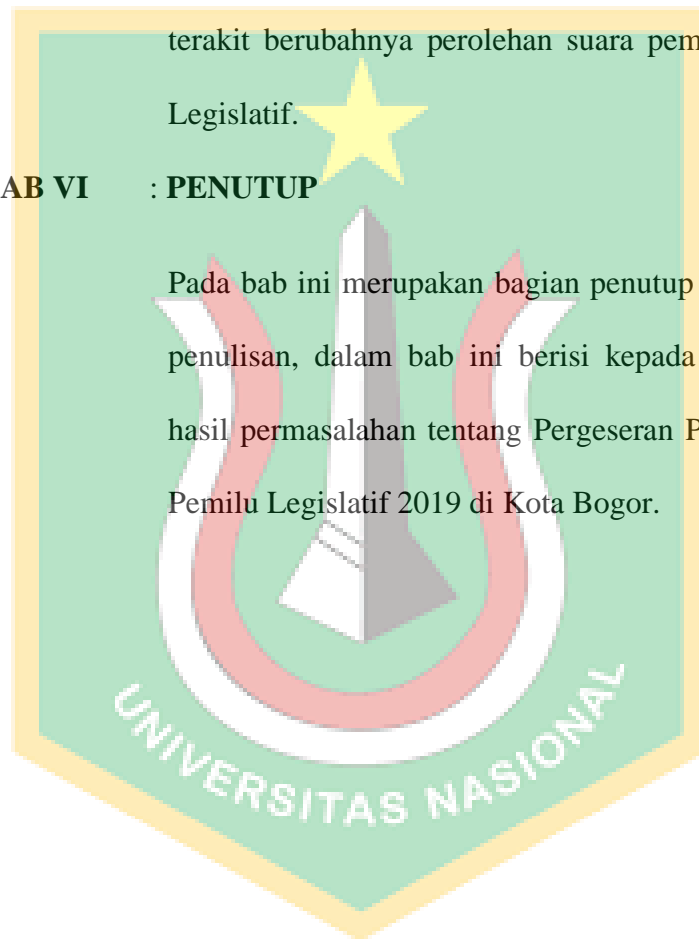 terakit berubahnya perolehan suara pem
Legislatif.
AB VI : PENUTUP
Pada bab ini merupakan bagian penutup
penulisan, dalam bab ini berisi kepada
hasil permasalahan tentang Pergeseran P
Pemilu Legislatif 2019 di Kota Bogor.
UNIVERSITAS NASIONAL